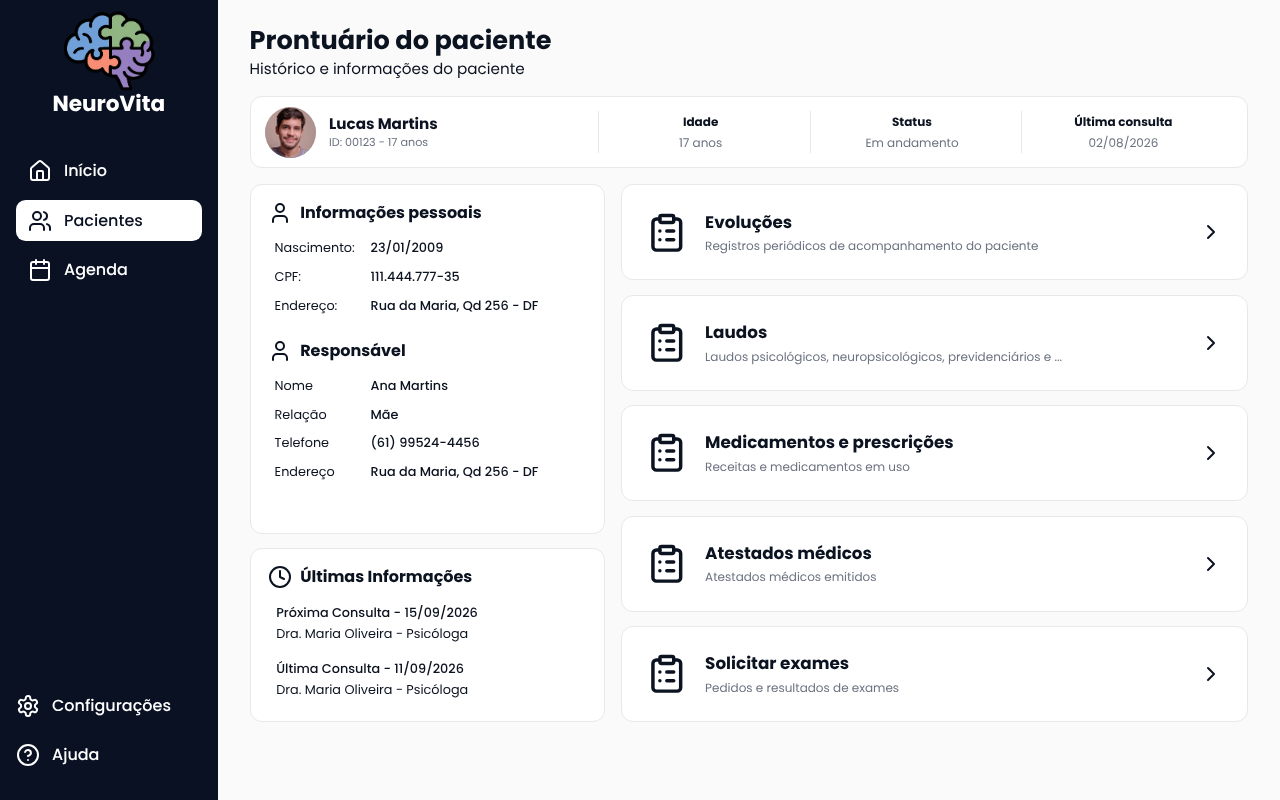 NeuroVita
Início
Pacientes
Agenda
Configurações
Ajuda
Prontuário do paciente
Histórico e informações do paciente
Lucas Martins
ID: 00123 - 17 anos
Idade
17 anos
Status
Em andamento
Última consulta
02/08/2026
Informações pessoais
Nascimento: 23/01/2009
CPF: 111.444.777-35
Endereço: Rua da Maria, Qd 256 - DF
Responsável
Nome Ana Martins
Relação Mãe
Telefone (61) 99524-4456
Endereço Rua da Maria, Qd 256 - DF
Últimas Informações
Próxima Consulta - 15/09/2026
Dra. Maria Oliveira - Psicóloga
Última Consulta - 11/09/2026
Dra. Maria Oliveira - Psicóloga
Evoluções
Registros periódicos de acompanhamento do paciente
Laudos
Laudos psicológicos, neuropsicológicos, previdenciários e ...
Medicamentos e prescrições
Receitas e medicamentos em uso
Atestados médicos
Atestados médicos emitidos
Solicitar exames
Pedidos e resultados de exames